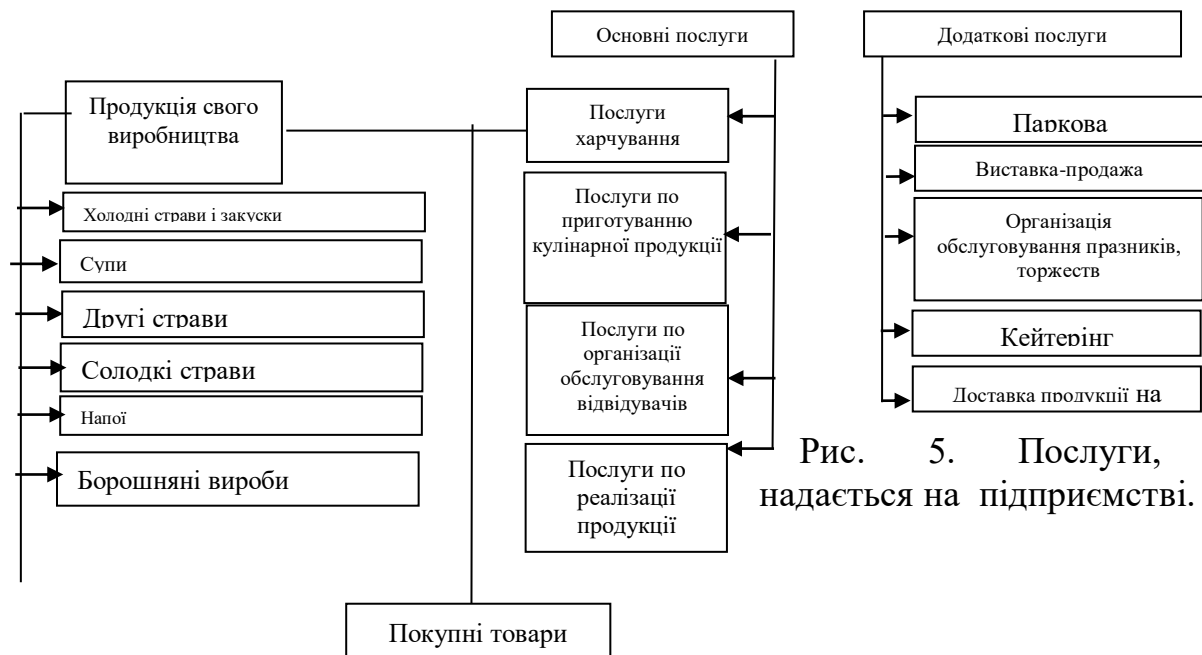 Основні послуги
Додаткові послуги
Продукція свого
виробництва
Холодні страви і закуски
Супи
Другі страви
Солодкі страви
Напої
Борошняні вироби
Послуги
харчування
Послуги по
приготуванню
кулінарної продукції
Послуги по
організації
обслуговування
відвідувачів
Послуги по
реалізації
продукції
Паркова
Виставка-продажа
Організація
обслуговування празників,
торжеств
Кейтерінг
Доставка продукції на
Рис. 5. Послуги,
надається на підприємстві.
Покупні товари